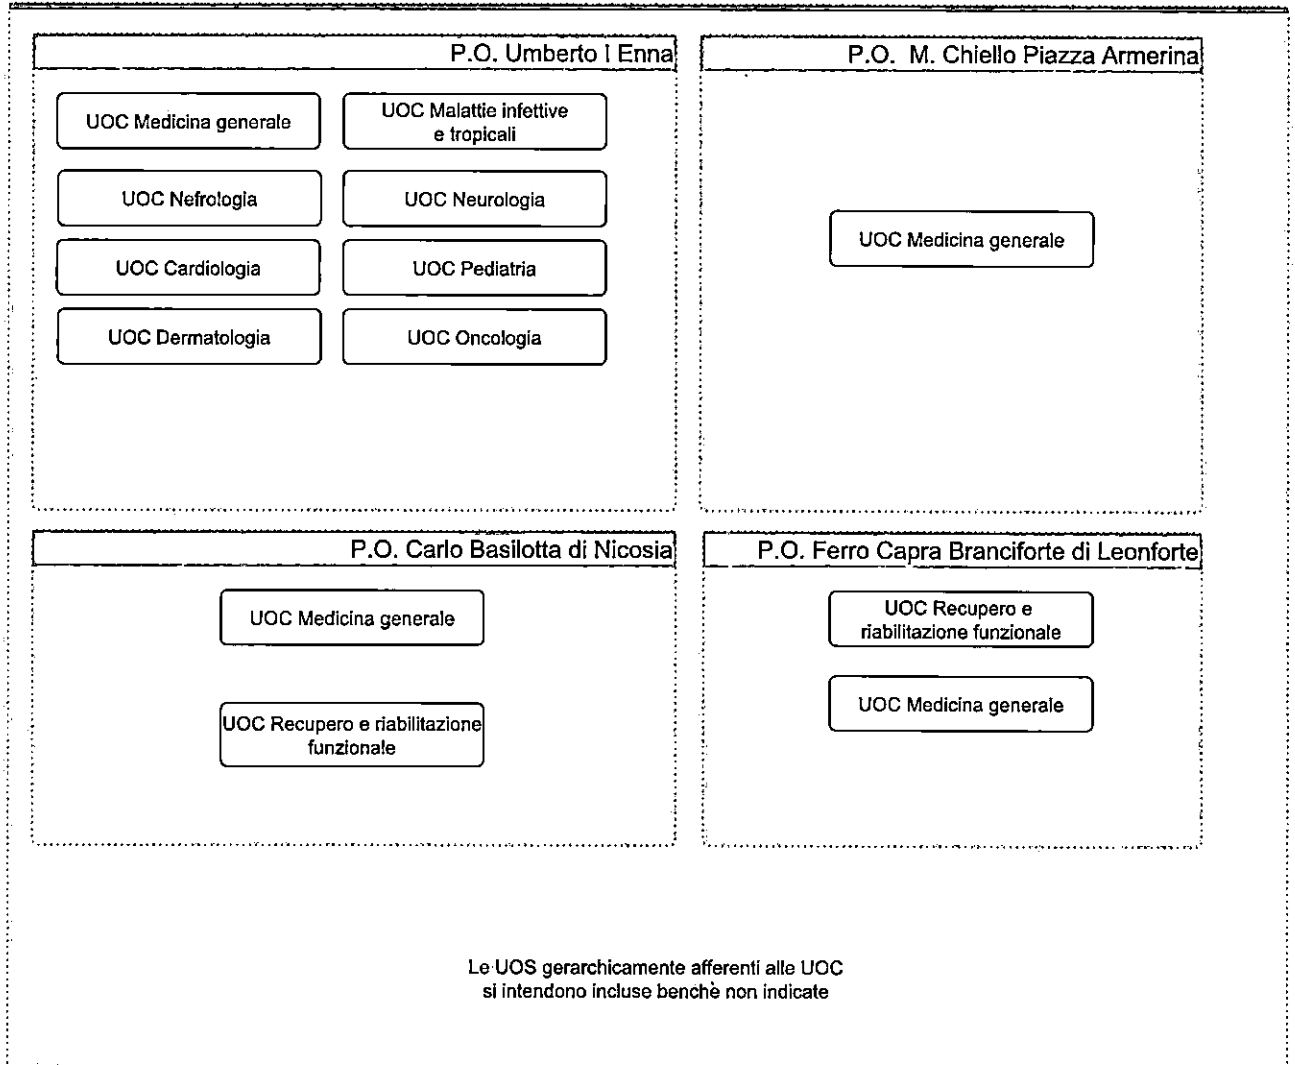 P.O. Umberto I Enna
UOC Medicina generale
UOC Malattie infettive
e tropicali
UOC Nefrologia
UOC Neurologia
UOC Cardiologia
UOC Pediatria
UOC Dermatologia
UOC Oncologia
P.O. M. Chiello Piazza Armerina
UOC Medicina generale
P.O. Carlo Basilotta di Nicosia
UOC Medicina generale
UOC Recupero e riabilitazione
funzionale
P.O. Ferro Capra Branciforte di Leonforte
UOC Recupero e
riabilitazione funzionale
UOC Medicina generale
Le UOS gerarchicamente afferenti alle UOC
si intendono incluse benchè non indicate